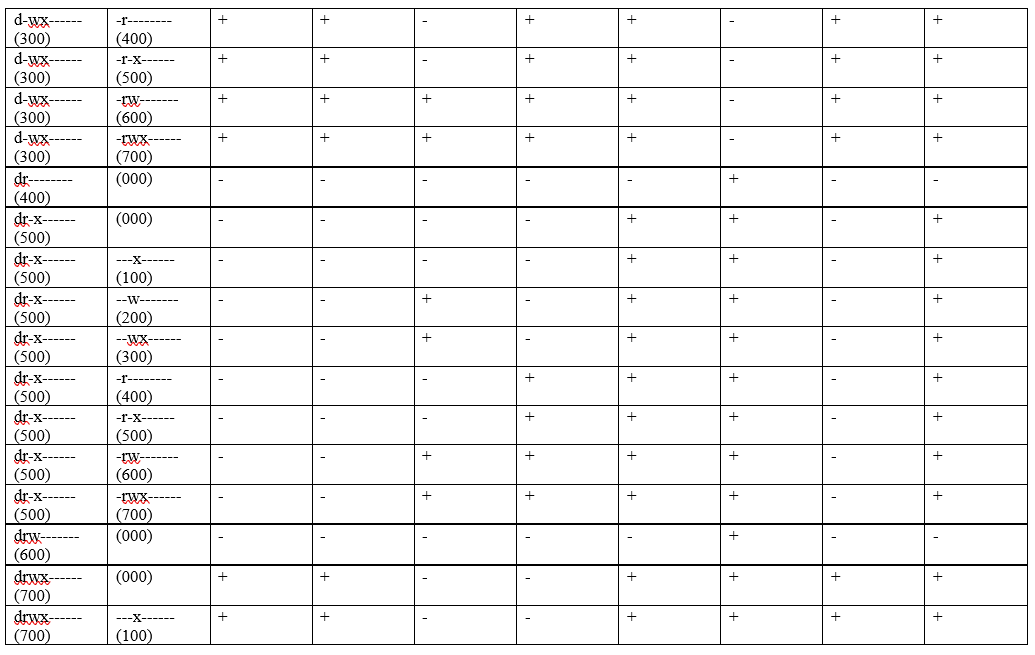 d-wx------ -r-------- + + - + + - + +
(300) (400)
d-wx------ -r-x------ + + - + + - + +
(300) (500)
d-wx------ -rw------- + + + + + - + +
(300) (600)
d-wx------ -rwx------ + + + + + - + +
(300) (700)
dr-------- (000) - - - - - + - -
(400)
dr-x------ (000) - - - - + + - +
(500)
dr-x------ ---x------ - - - - + + - +
(500) (100)
dr-x------ --w------- - - + - + + - +
(500) (200)
dr-x------ --wx------ - - + - + + - +
(500) (300)
dr-x------ -r-------- - - - + + + - +
(500) (400)
dr-x------ -r-x------ - - - + + + - +
(500) (500)
dr-x------ -rw------- - - + + + + - +
(500) (600)
dr-x------ -rwx------ - - + + + + - +
(500) (700)
drw------- (000) - - - - - + - -
(600)
drwx------ (000) + + - - + + + +
(700)
drwx------ ---x------ + + - - + + + +
(700) (100)